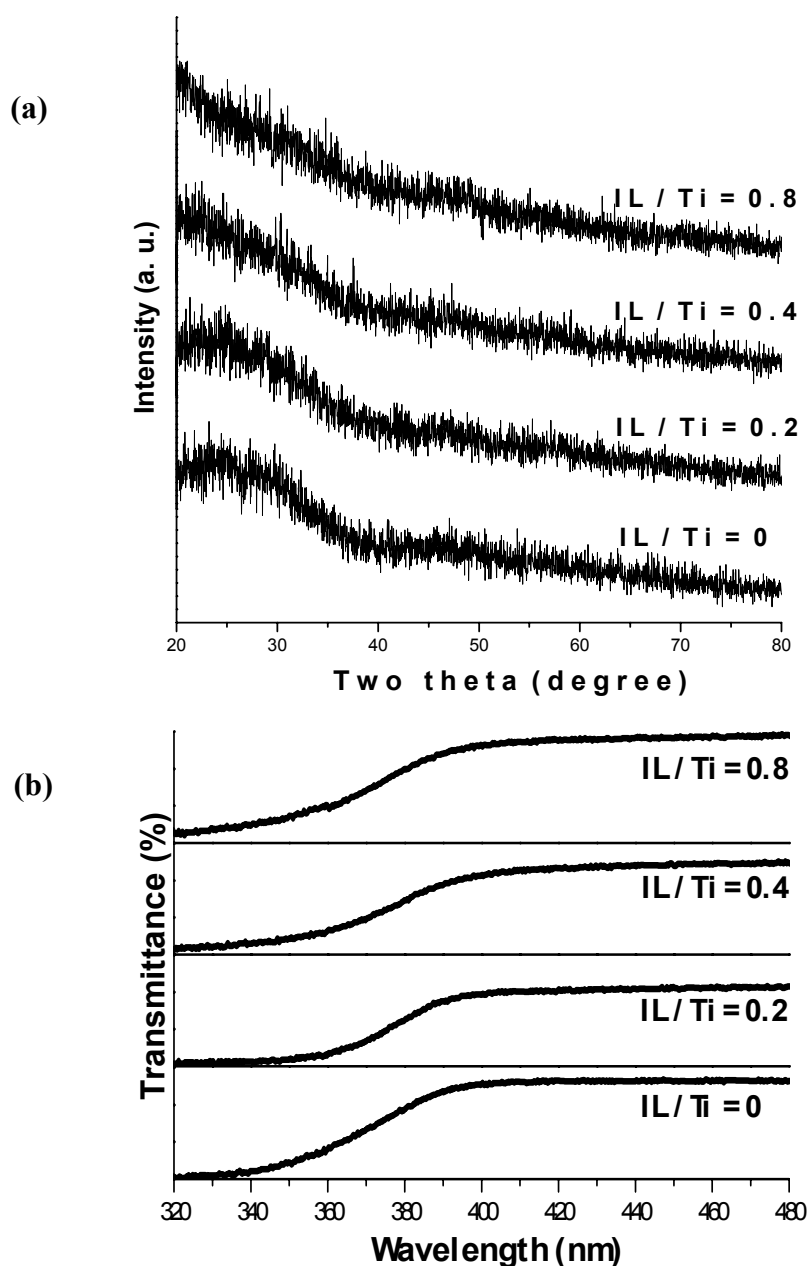 (a)
Intensity (a. u.)
IL / Ti = 0.8
IL / Ti = 0.4
IL / Ti = 0.2
IL / Ti = 0
20 30 40 50 60 70 80
Two theta (degree)
(b)
Transmittance (%)
IL / Ti = 0.8
IL / Ti = 0.4
IL / Ti = 0.2
IL / Ti = 0
320 340 360 380 400 420 440 460 480
Wavelength (nm)